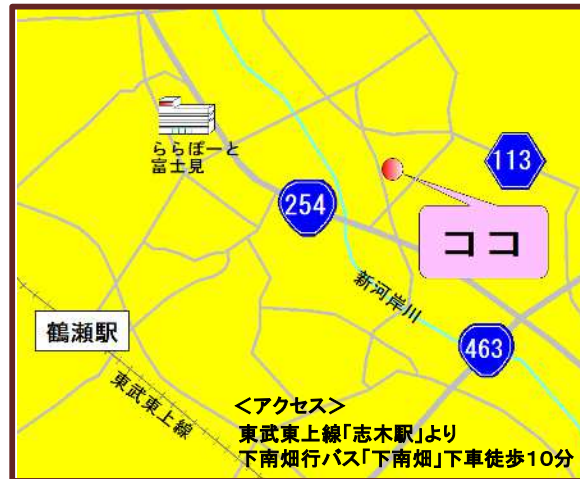 ららぽーと
富士見
113
254
ココ
新河岸川
463
鶴瀬駅
東武東上線
＜アクセス＞
東武東上線「志木駅」より
下南畑行バス「下南畑」下車徒歩10分